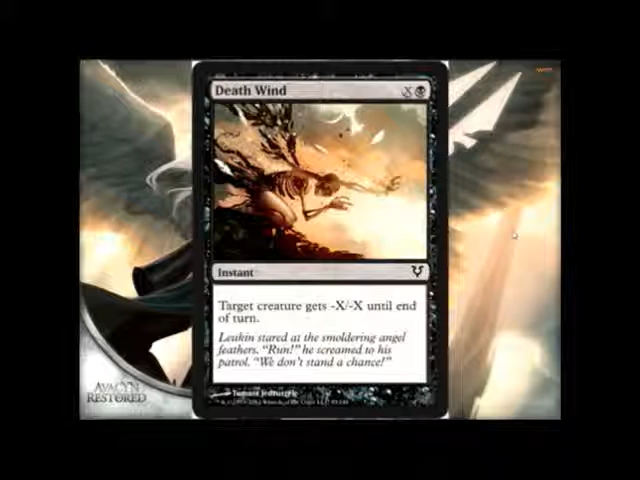 Death Wind
X
Instant
Target creature gets -X/-X until end
of turn.
Leukin stared at the smoldering angel
feathers. "Run!" he screamed to his
patrol. "We don't stand a chance!"
AVACYN
RESTORED